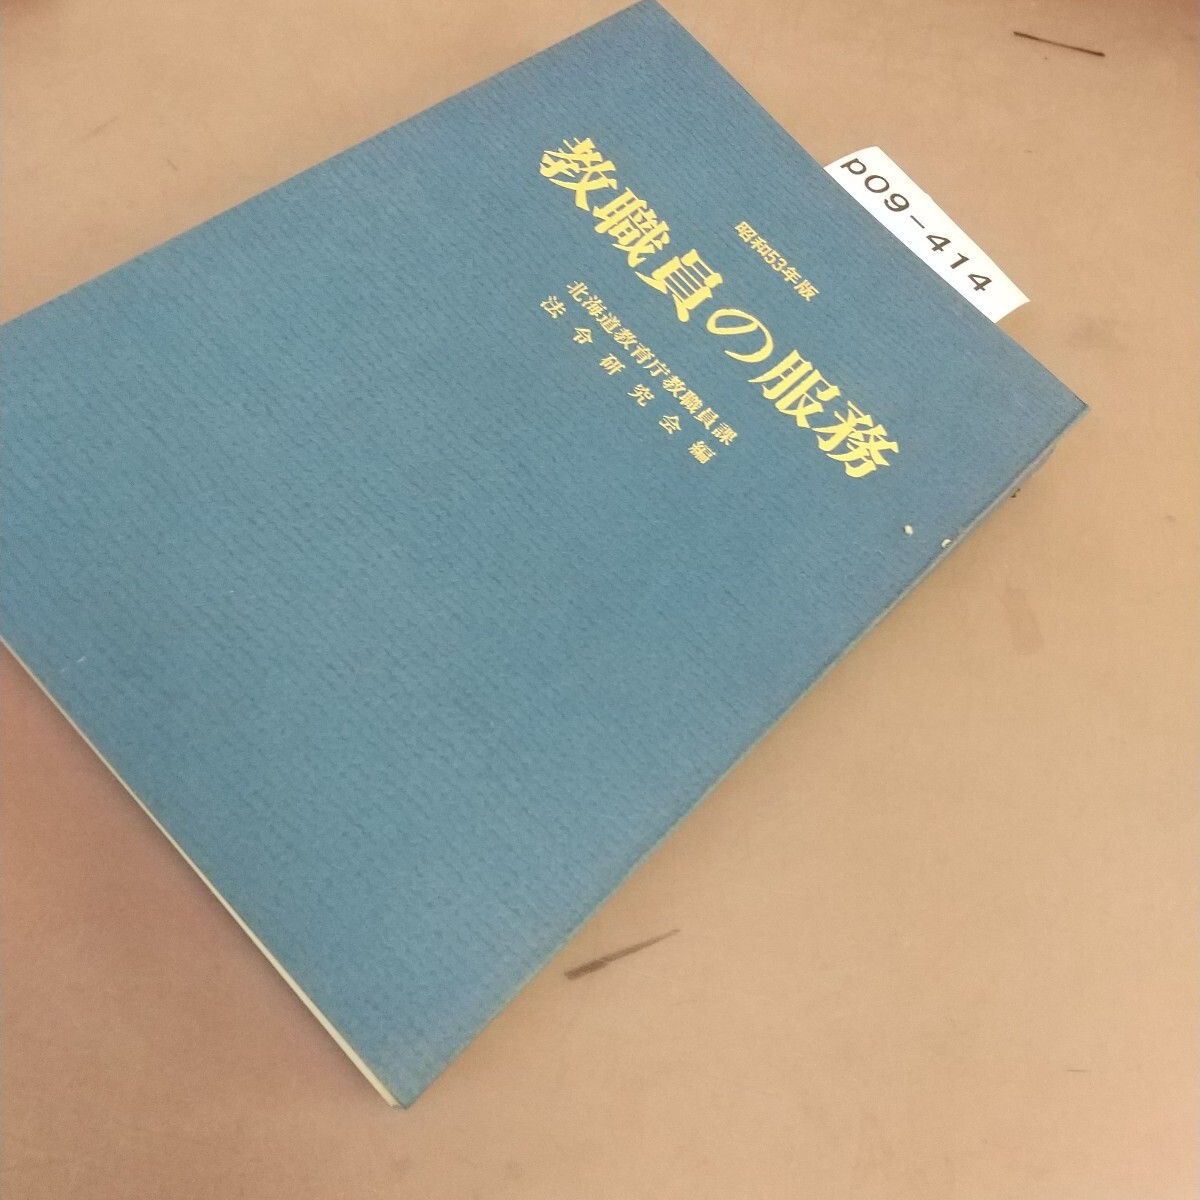 昭和53年版
教職員の服務
北海道教育庁教職員課
法令研究会編
p09-414